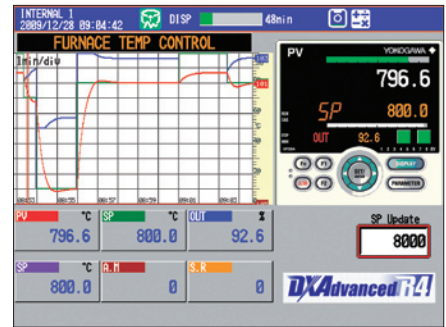 INTERNAL 1
2009/12/28 09:04:42
DISP
48min
FURNACE TEMP CONTROL
1min/div
PV
YOKOGAWA
796.6
SP
800.0
OUT
92.6
DISPLAY
SET/ENTER
PARAMETER
PV °C
796.6
SP °C
800.0
OUT %
92.6
SP °C
800.0
A.M
0
S.R
0
SP Update
8000
DXAdvanced R4